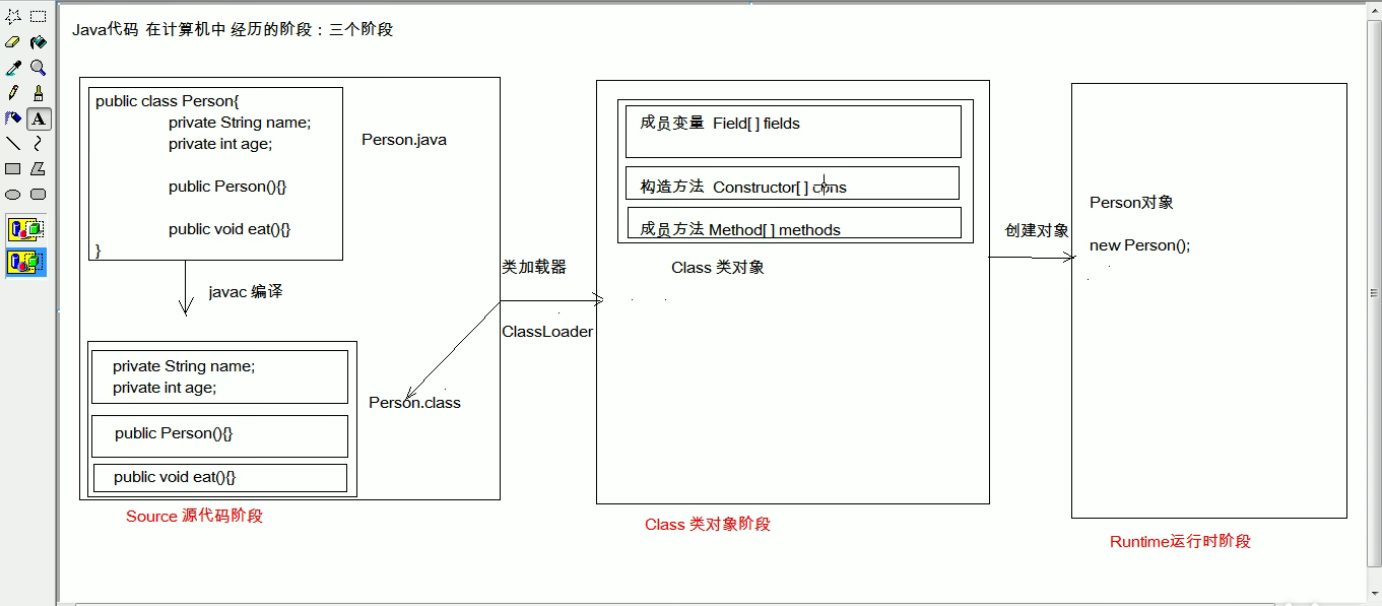 Java代码 在计算机中 经历的阶段：三个阶段
public class Person{
private String name;
private int age;
public Person(){}
public void eat(){}
}
Person.java
javac 编译
private String name;
private int age;
public Person(){}
public void eat(){}
Person.class
Source 源代码阶段
类加载器
ClassLoader
成员变量 Field[ ] fields
构造方法 Constructor[ ] cons
成员方法 Method[ ] methods
Class 类对象
Class 类对象阶段
创建对象
Person对象
new Person();
Runtime运行时阶段